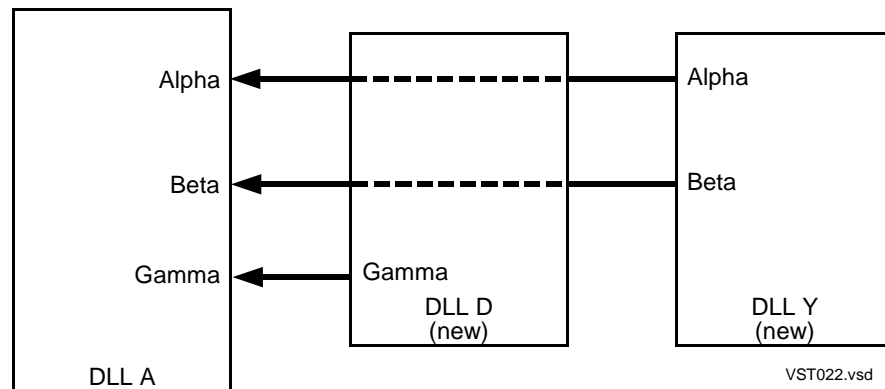 Alpha
Alpha
Beta
Beta
Gamma
Gamma
DLL D
(new)
DLL Y
(new)
DLL A
VST022.vsd